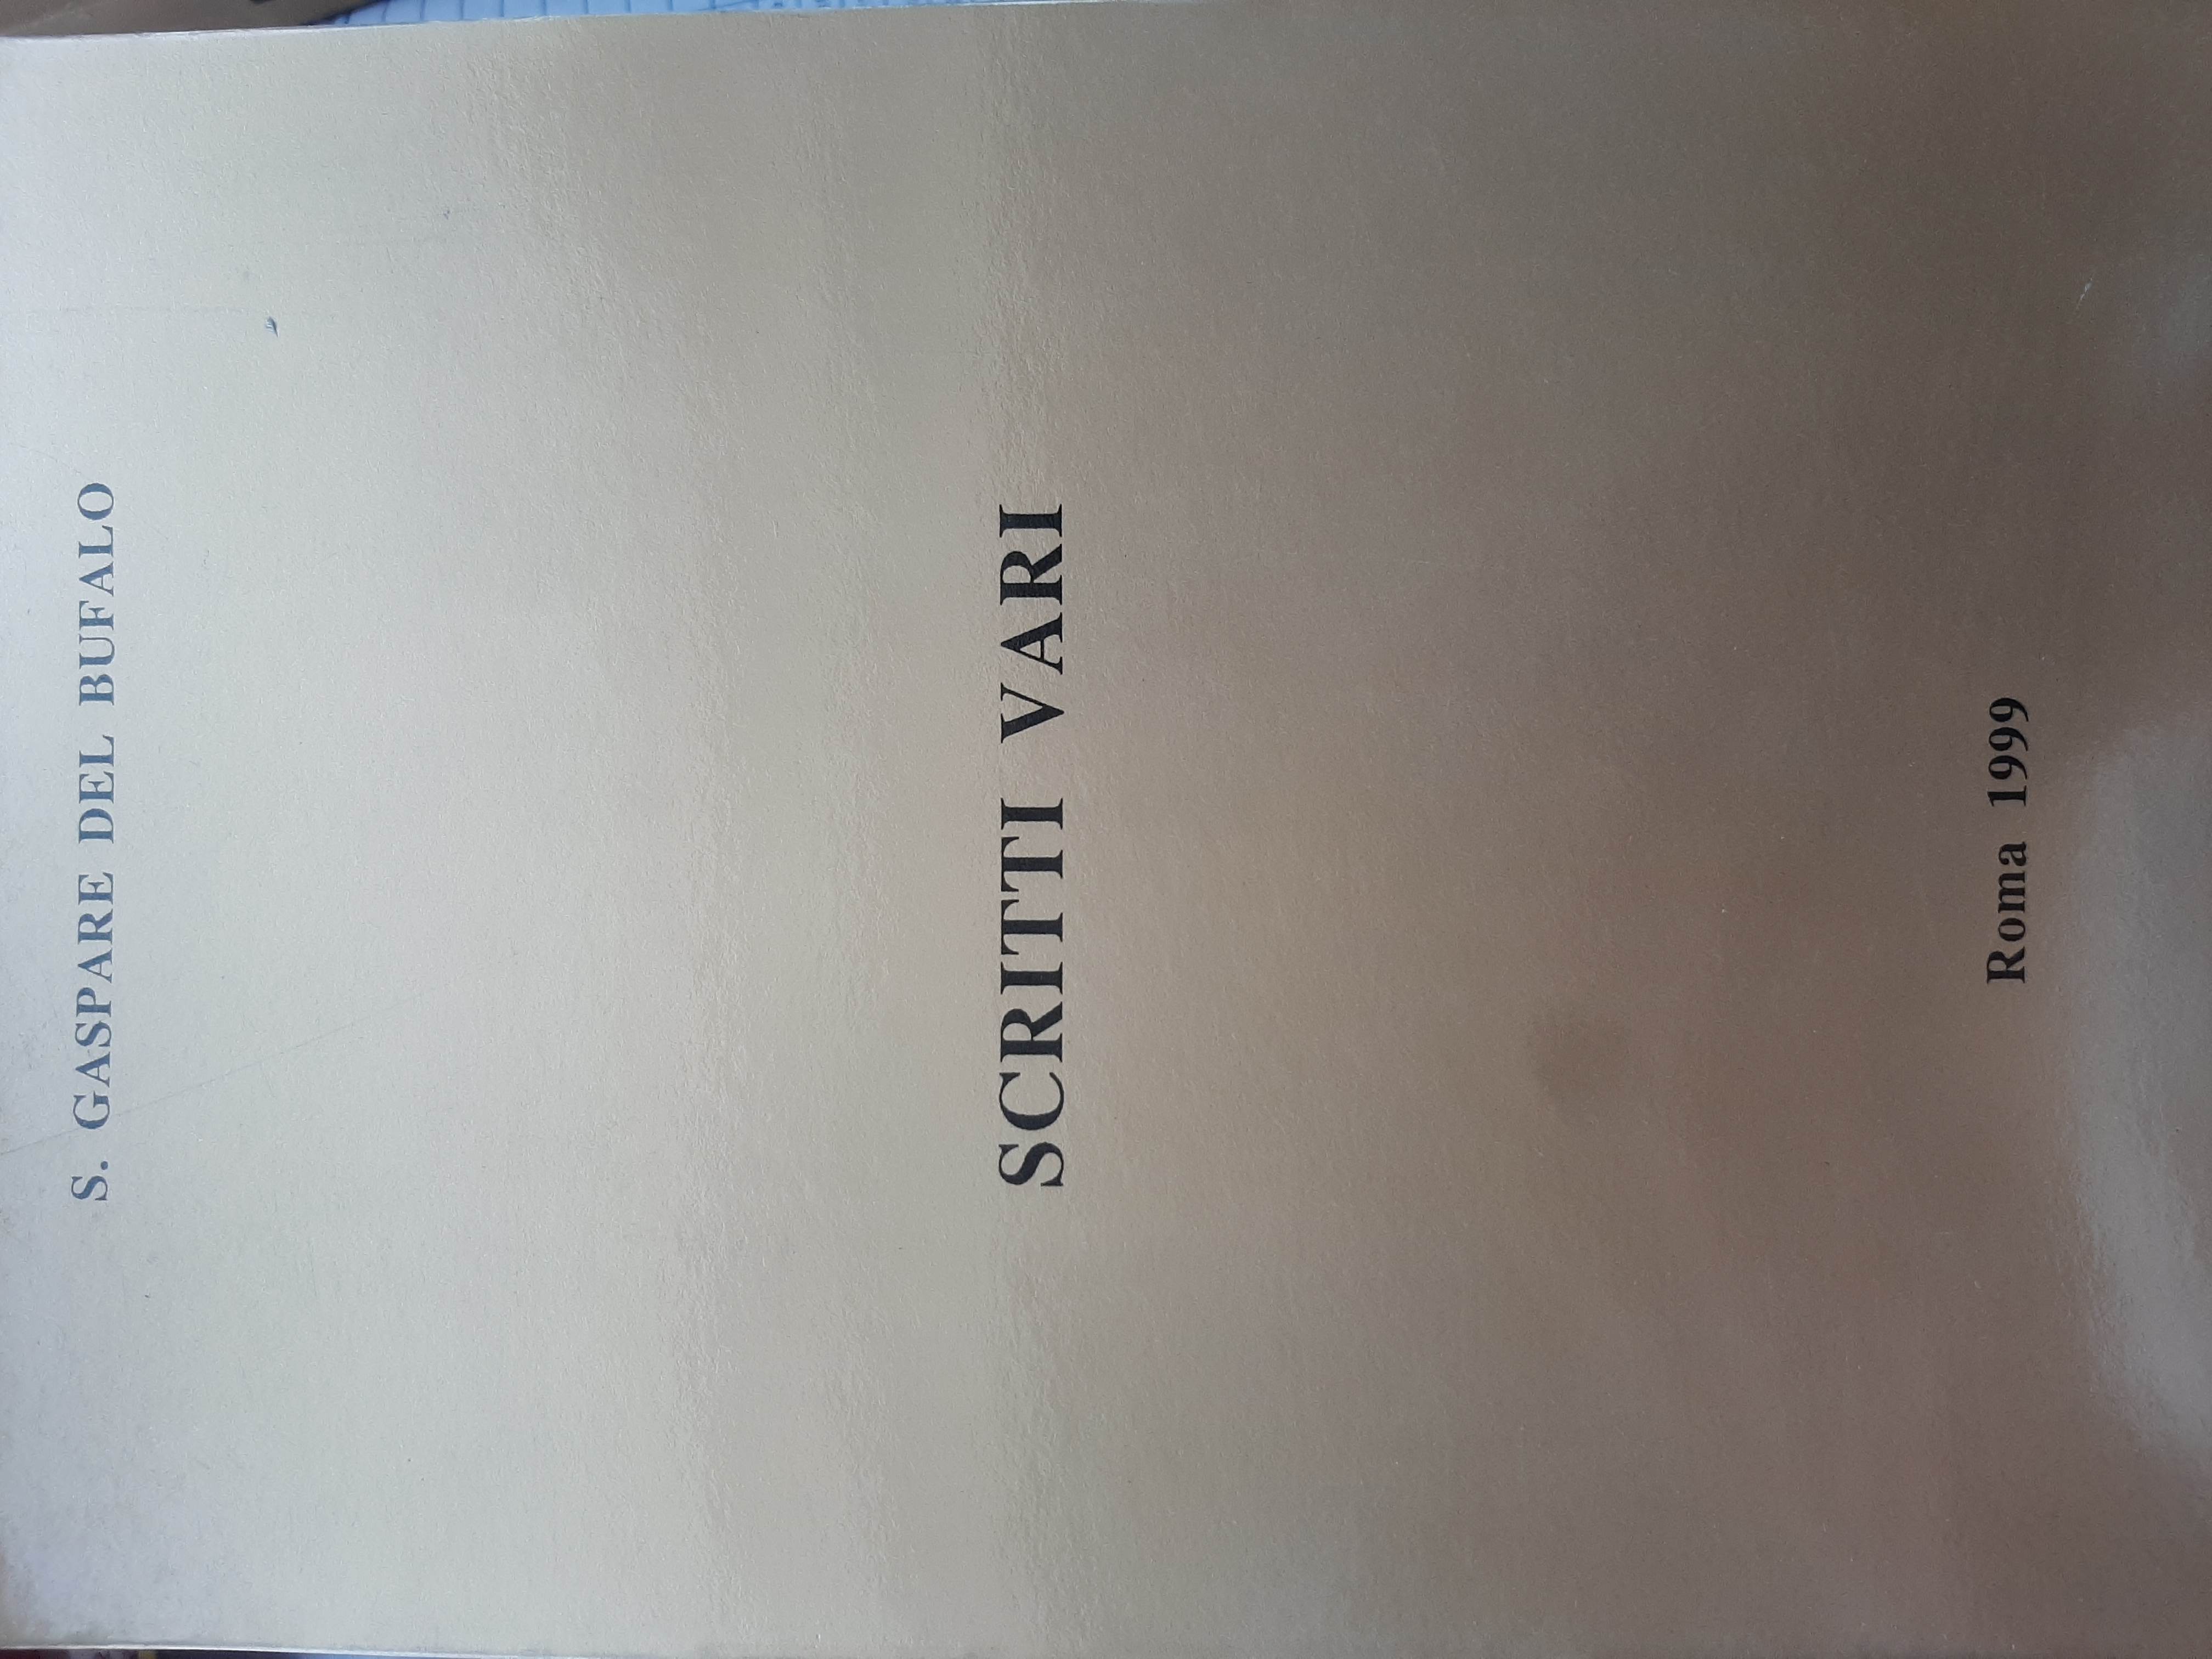 S. GASPARE DEL BUFALO
SCRITTI VARI
Roma 1999